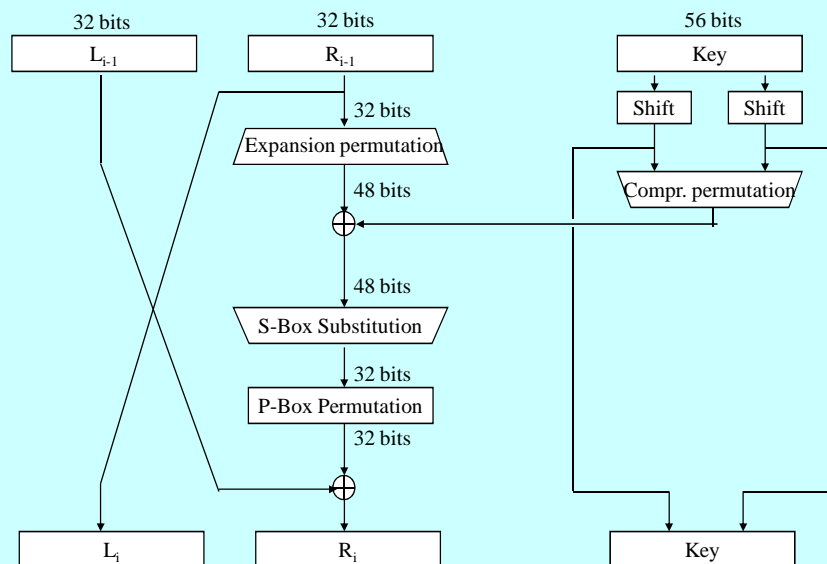 32 bits
32 bits
56 bits
L_{i-1}
R_{i-1}
Key
Shift
Shift
32 bits
Expansion permutation
Compr. permutation
48 bits
48 bits
S-Box Substitution
32 bits
P-Box Permutation
32 bits
L_i
R_i
Key